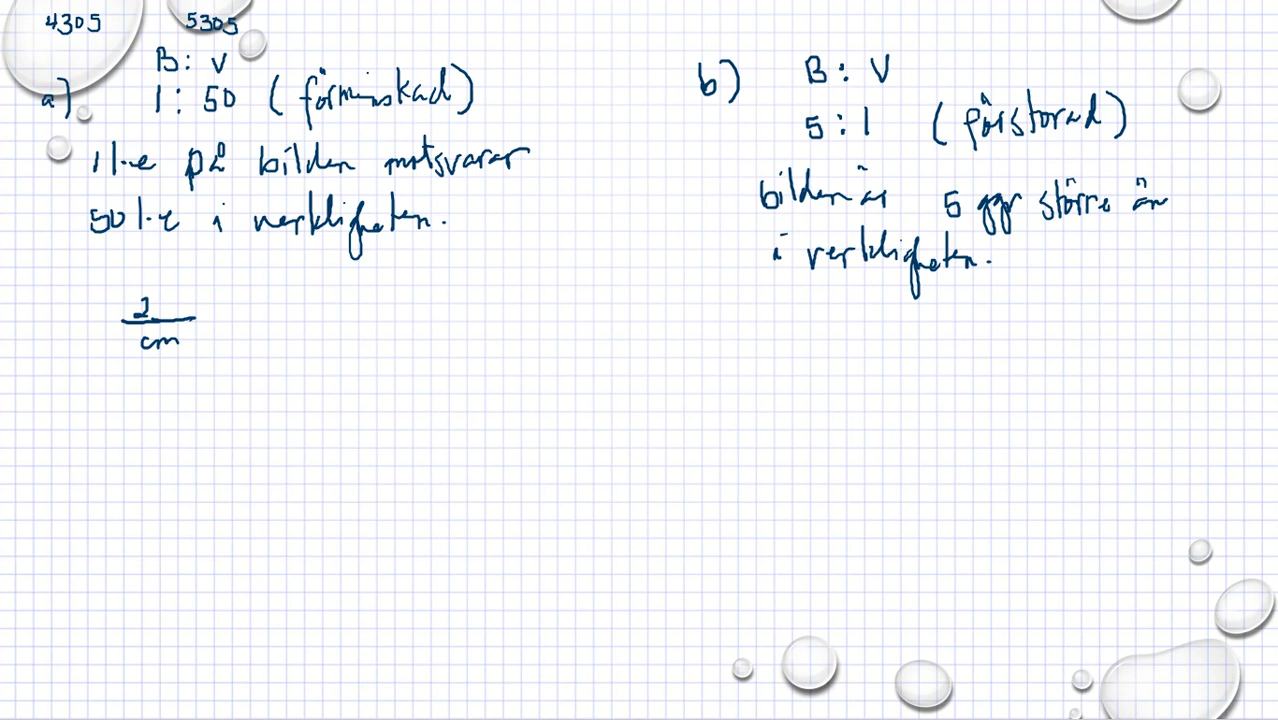 4305 5305
B: V
a) 1: 50 (förminskad)
1 l.e på bilden motsvarar
50 l.e i verkligheten.
2
cm
b) B: V
5:1 (förstorad)
bilden är 5 ggr större än
i verkligheten.